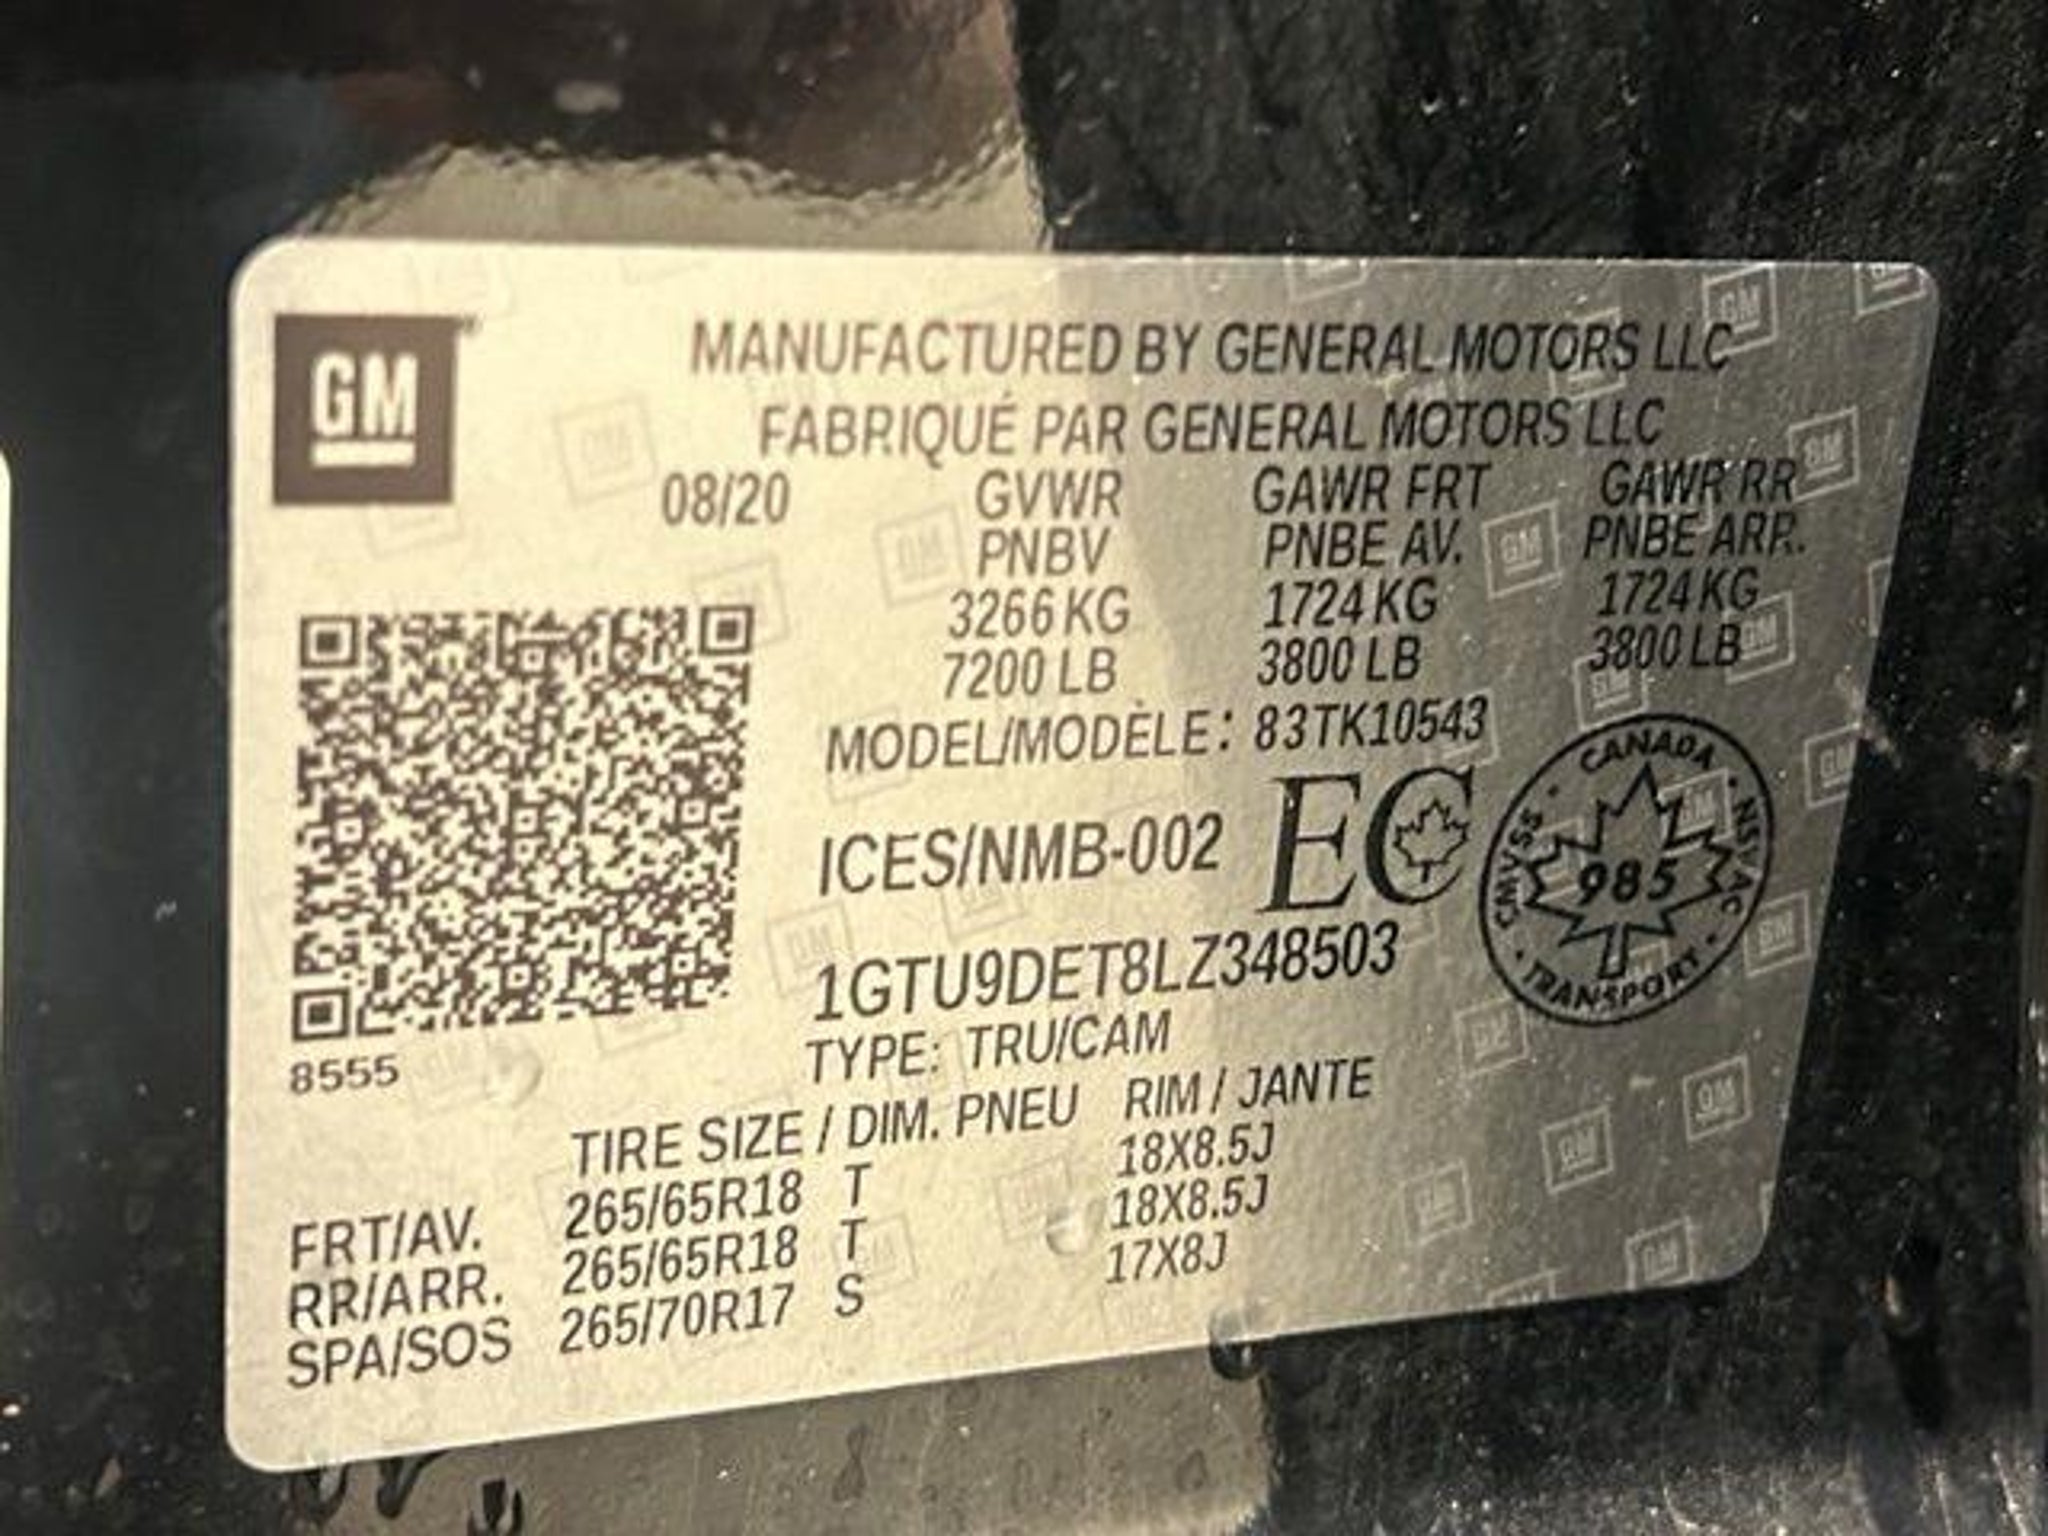 GM
MANUFACTURED BY GENERAL MOTORS LLC
FABRIQUÉ PAR GENERAL MOTORS LLC
08/20 GVWR GAWR FRT GAWR RR
PNBV PNBE AV. PNBE ARR.
3266 KG 1724 KG 1724 KG
7200 LB 3800 LB 3800 LB
MODEL/MODÈLE: 83TK10543
ICES/NMB-002 EC
CANADA · NSVAC · TRANSPORT · CMVSS ·
985
1GTU9DET8LZ348503
TYPE: TRU/CAM
8555
TIRE SIZE / DIM. PNEU RIM / JANTE
FRT/AV. 265/65R18 T 18X8.5J
RR/ARR. 265/65R18 T 18X8.5J
SPA/SOS 265/70R17 S 17X8J